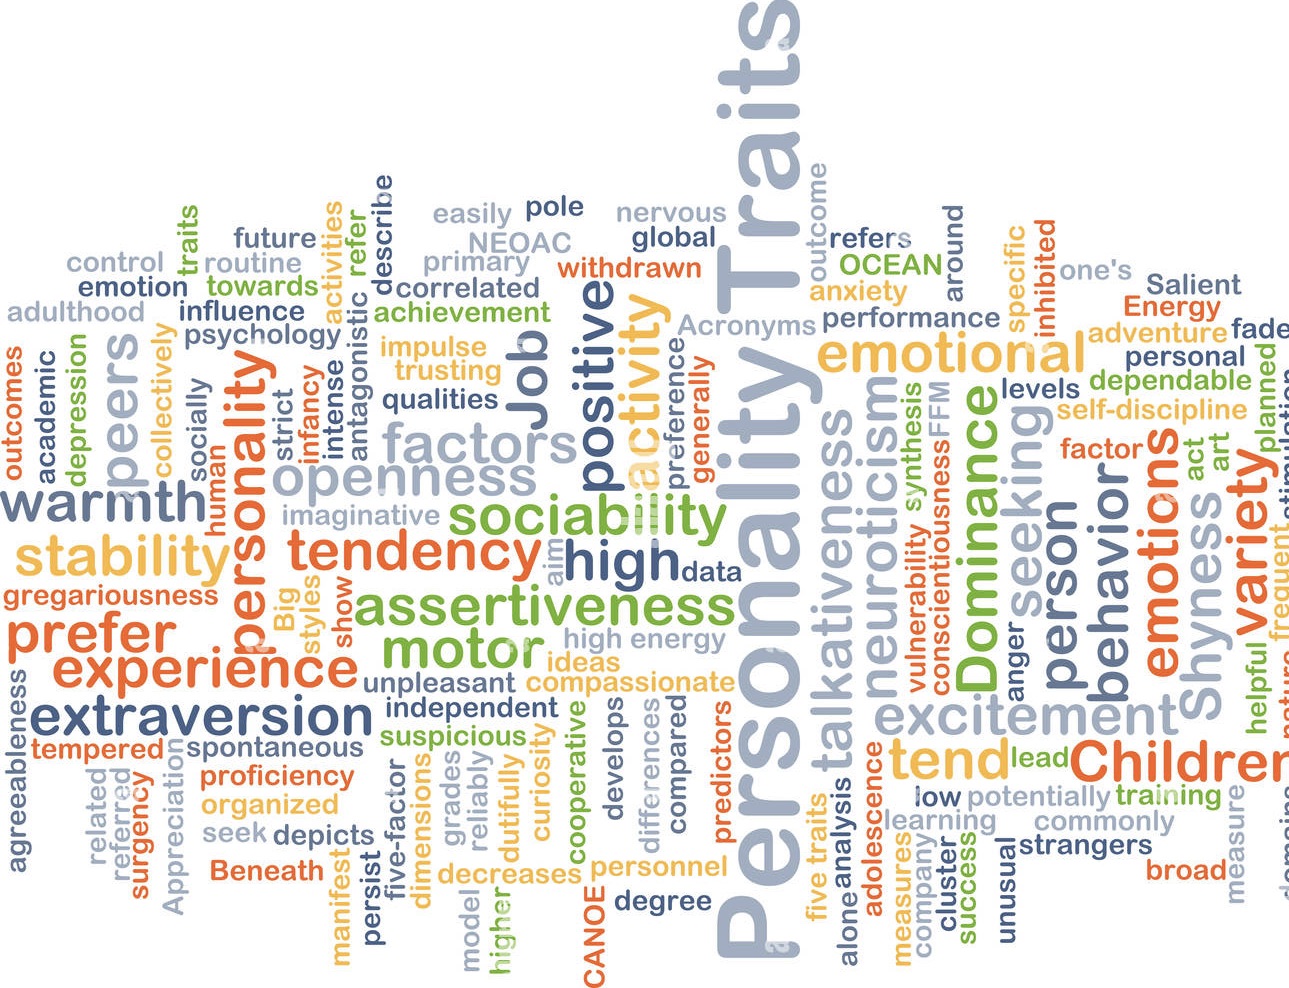 Personality Traits
easily
pole
nervous
outcome
describe
traits
future
activities
refer
NEOAC
global
refers
around
specific
inhibited
control
routine
primary
withdrawn
OCEAN
one's
emotion
towards
correlated
anxiety
Salient
adulthood
influence
antagonistic
achievement
positive
activity
Acronyms
performance
Energy
psychology
adventure
fade
outcomes
academic
depression
peers
collectively
socially
personality
strict
infancy
intense
impulse
trusting
qualities
Job
preference
generally
emotional
personal
levels
dependable
planned
self-discipline
factors
factor
act
art
openness
talkativeness
neuroticism
synthesis
FFM
Dominance
seeking
person
behavior
emotions
Shyness
variety
stimulation
warmth
human
imaginative
sociability
stability
tendency
aim
high
data
vulnerability
conscientiousness
frequent
gregariousness
Big
styles
show
assertiveness
prefer
motor
high energy
anger
helpful
nature
experience
ideas
unpleasant
compassionate
extraversion
independent
excitement
agreeableness
tempered
spontaneous
suspicious
curiosity
cooperative
develops
differences
compared
predictors
tend
lead
Children
related
referred
surgency
Appreciation
proficiency
five-factor
dimensions
grades
reliably
dutifully
organized
five traits
analysis
adolescence
low
potentially
training
measure
domains
seek
depicts
learning
commonly
Beneath
manifest
persist
decreases
personnel
alone
measures
company
cluster
success
unusual
strangers
broad
model
higher
CANOE
degree